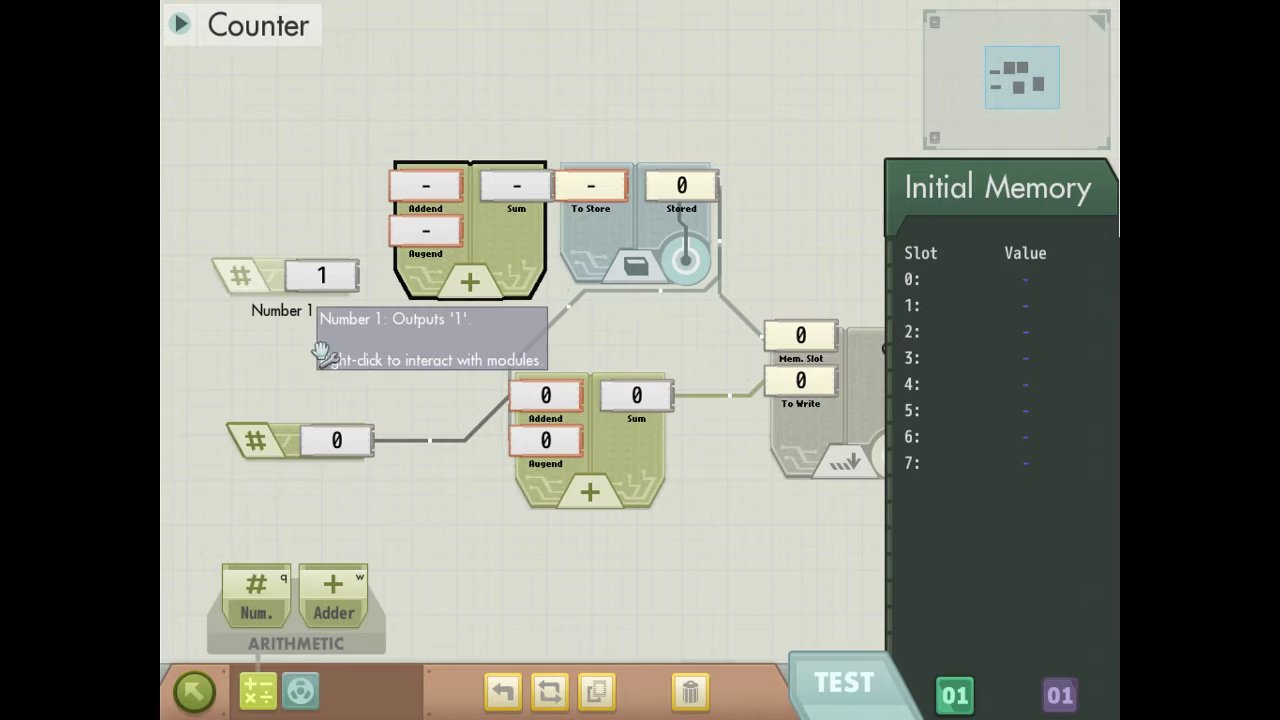 Counter
Initial Memory
Slot Value
0: -
1: -
2: -
3: -
4: -
5: -
6: -
7: -
- - - 0
Addend Sum To Store Stored
-
Augend
# 1
Number 1
Number 1: Outputs '1'.
ght-click to interact with modules.
0
Mem. Slot
0
To Write
0 0
Addend Sum
0
Augend
# 0
+
+
# q + w
Num. Adder
ARITHMETIC
TEST
01 01